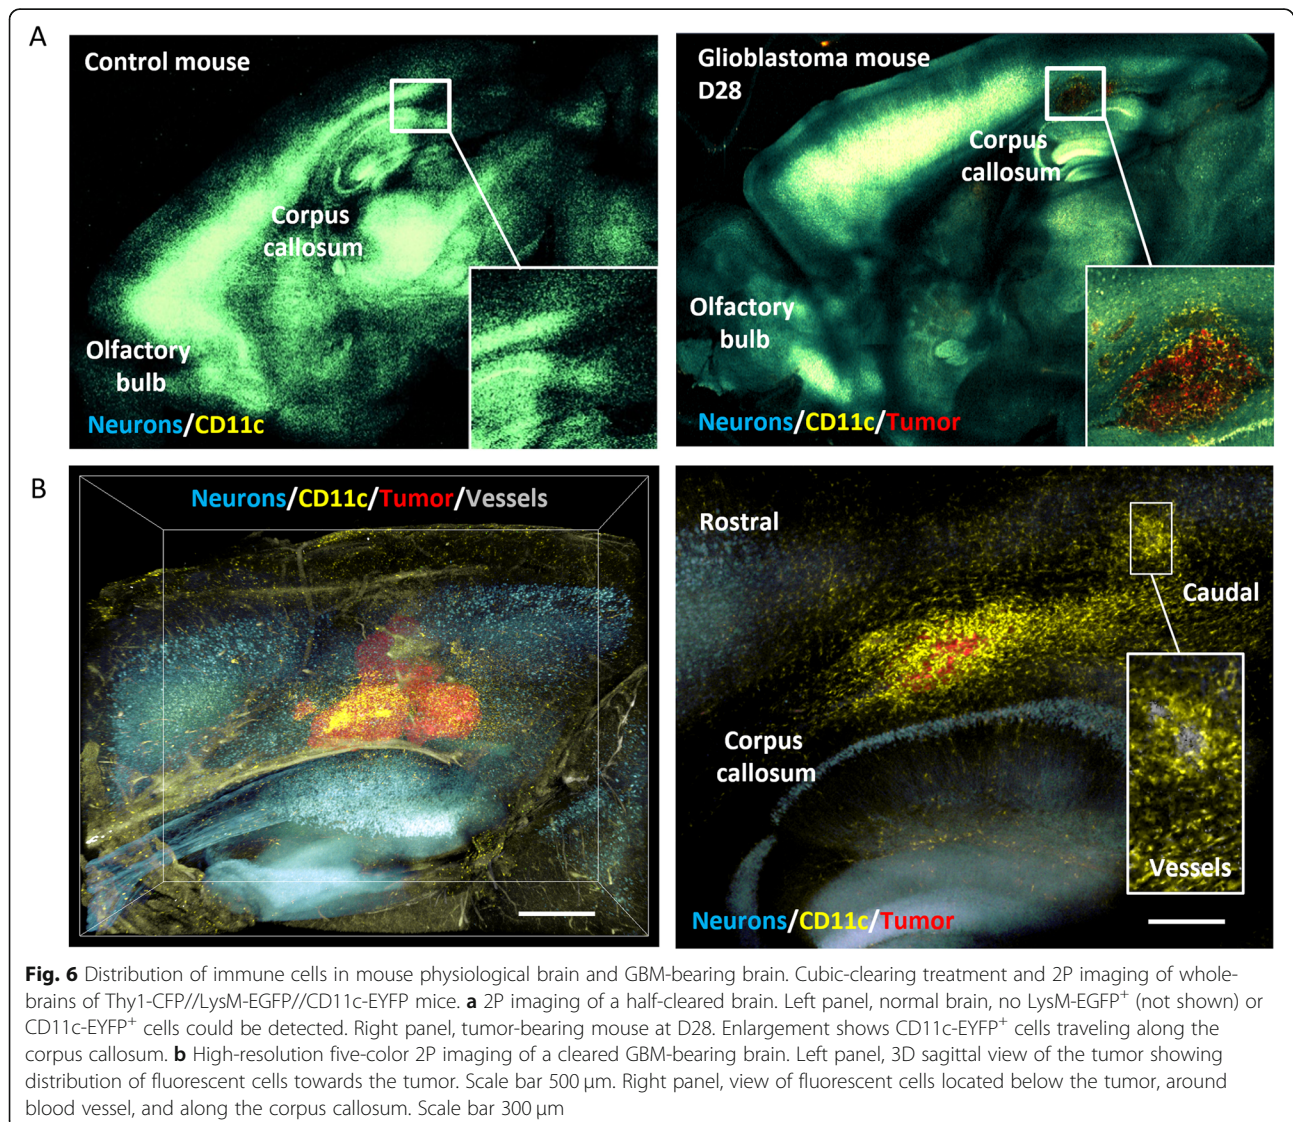 A
Control mouse
Corpus
callosum
Olfactory
bulb
Neurons/CD11c
Glioblastoma mouse
D28
Corpus
callosum
Olfactory
bulb
Neurons/CD11c/Tumor
B
Neurons/CD11c/Tumor/Vessels
Rostral
Caudal
Corpus
callosum
Vessels
Neurons/CD11c/Tumor
Fig. 6 Distribution of immune cells in mouse physiological brain and GBM-bearing brain. Cubic-clearing treatment and 2P imaging of whole-
brains of Thy1-CFP//LysM-EGFP//CD11c-EYFP mice. a 2P imaging of a half-cleared brain. Left panel, normal brain, no LysM-EGFP⁺ (not shown) or
CD11c-EYFP⁺ cells could be detected. Right panel, tumor-bearing mouse at D28. Enlargement shows CD11c-EYFP⁺ cells traveling along the
corpus callosum. b High-resolution five-color 2P imaging of a cleared GBM-bearing brain. Left panel, 3D sagittal view of the tumor showing
distribution of fluorescent cells towards the tumor. Scale bar 500 μm. Right panel, view of fluorescent cells located below the tumor, around
blood vessel, and along the corpus callosum. Scale bar 300 μm